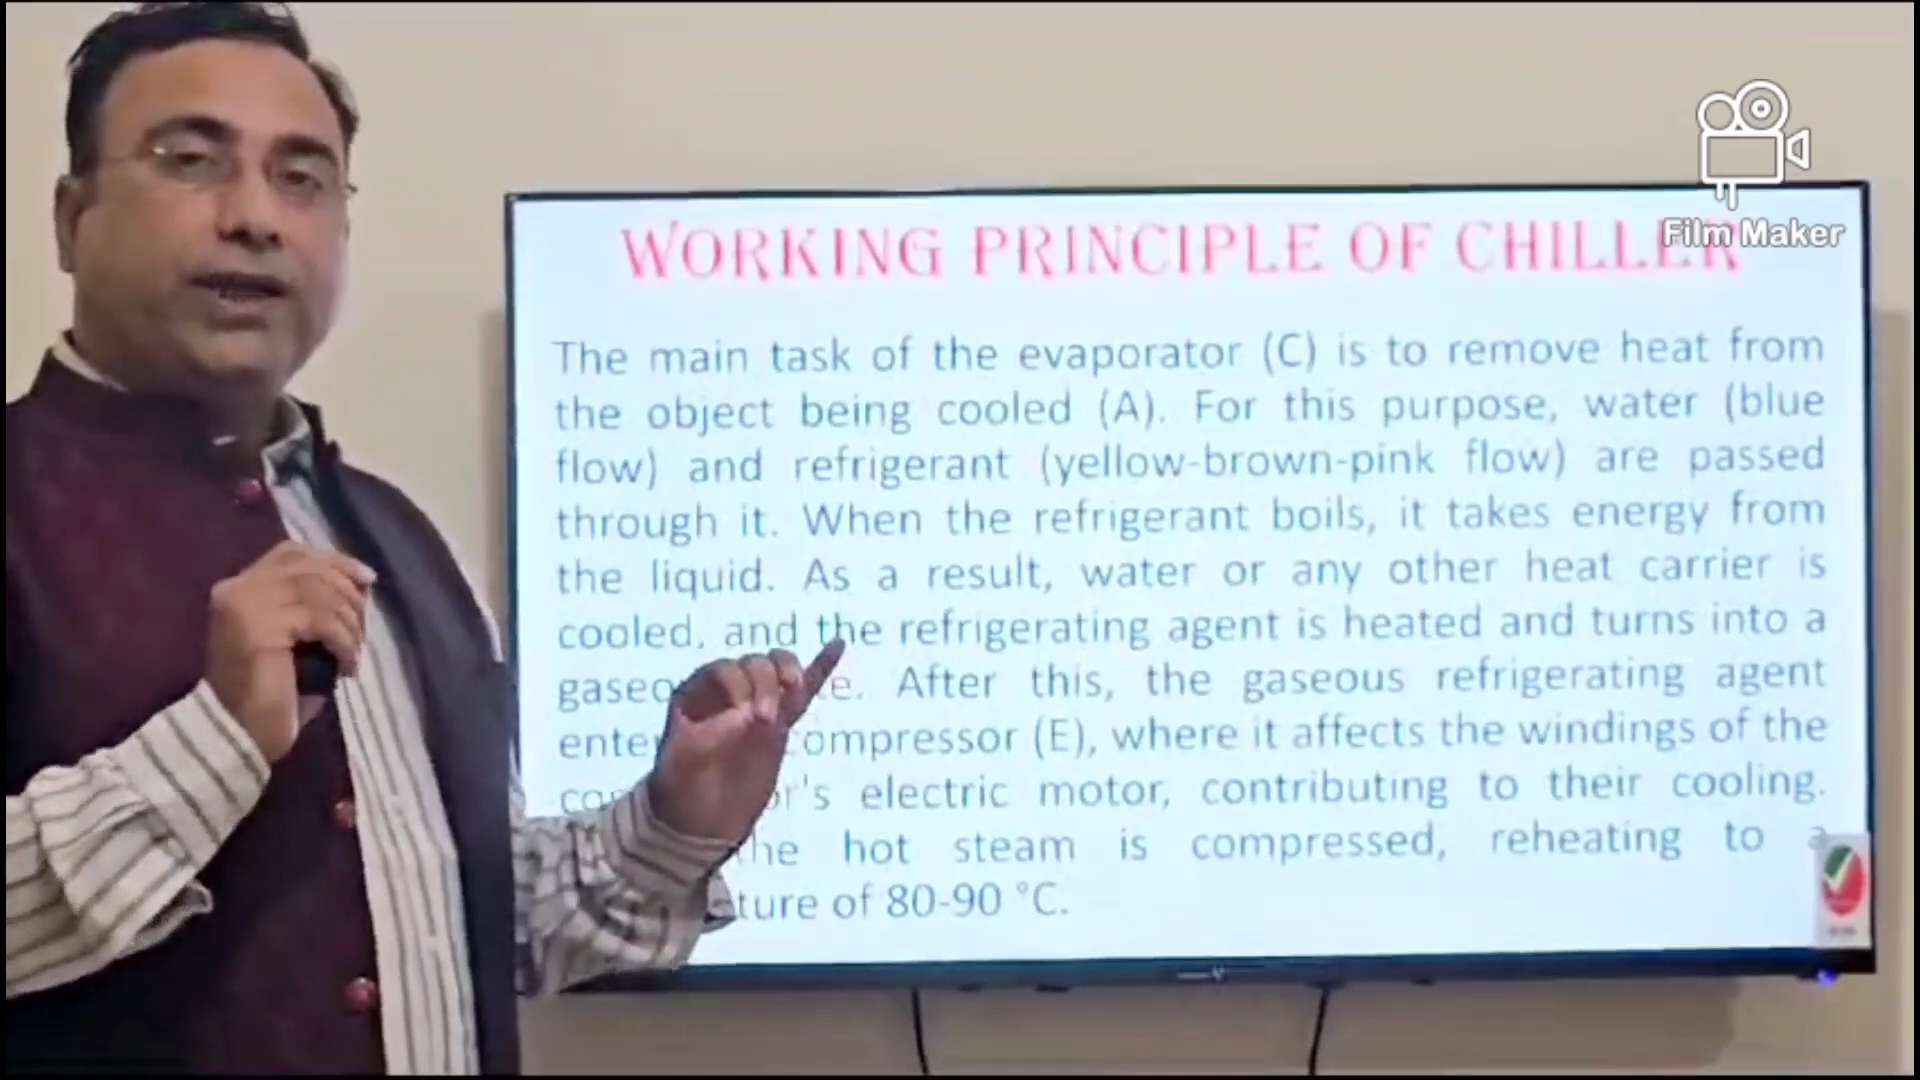 Film Maker
WORKING PRINCIPLE OF CHILLER
The main task of the evaporator (C) is to remove heat from
the object being cooled (A). For this purpose, water (blue
flow) and refrigerant (yellow-brown-pink flow) are passed
through it. When the refrigerant boils, it takes energy from
the liquid. As a result, water or any other heat carrier is
cooled, and the refrigerating agent is heated and turns into a
After this, the gaseous refrigerating agent
(E), where it affects the windings of the
electric motor, contributing to their cooling.
hot steam is compressed, reheating to a
of 80-90 °C.